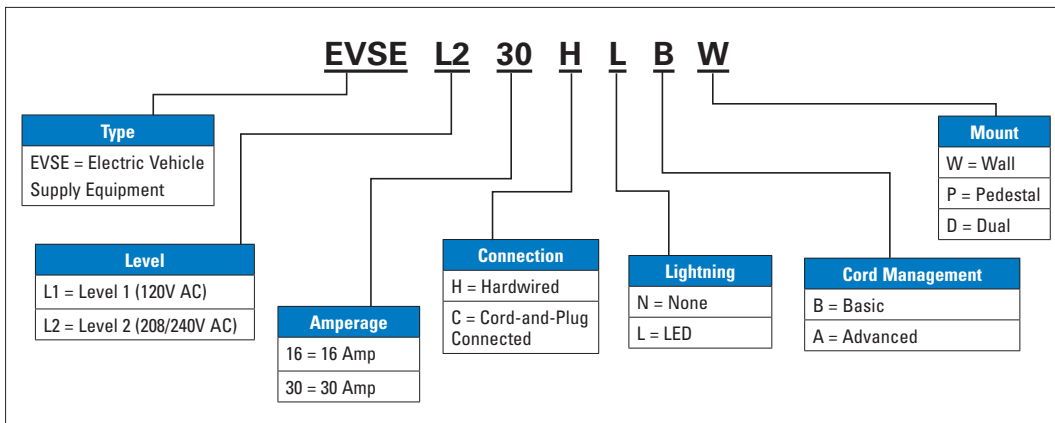 EVSE L2 30 H L B W
Type
EVSE = Electric Vehicle
Supply Equipment
Level
L1 = Level 1 (120V AC)
L2 = Level 2 (208/240V AC)
Amperage
16 = 16 Amp
30 = 30 Amp
Connection
H = Hardwired
C = Cord-and-Plug
Connected
Lightning
N = None
L = LED
Cord Management
B = Basic
A = Advanced
Mount
W = Wall
P = Pedestal
D = Dual